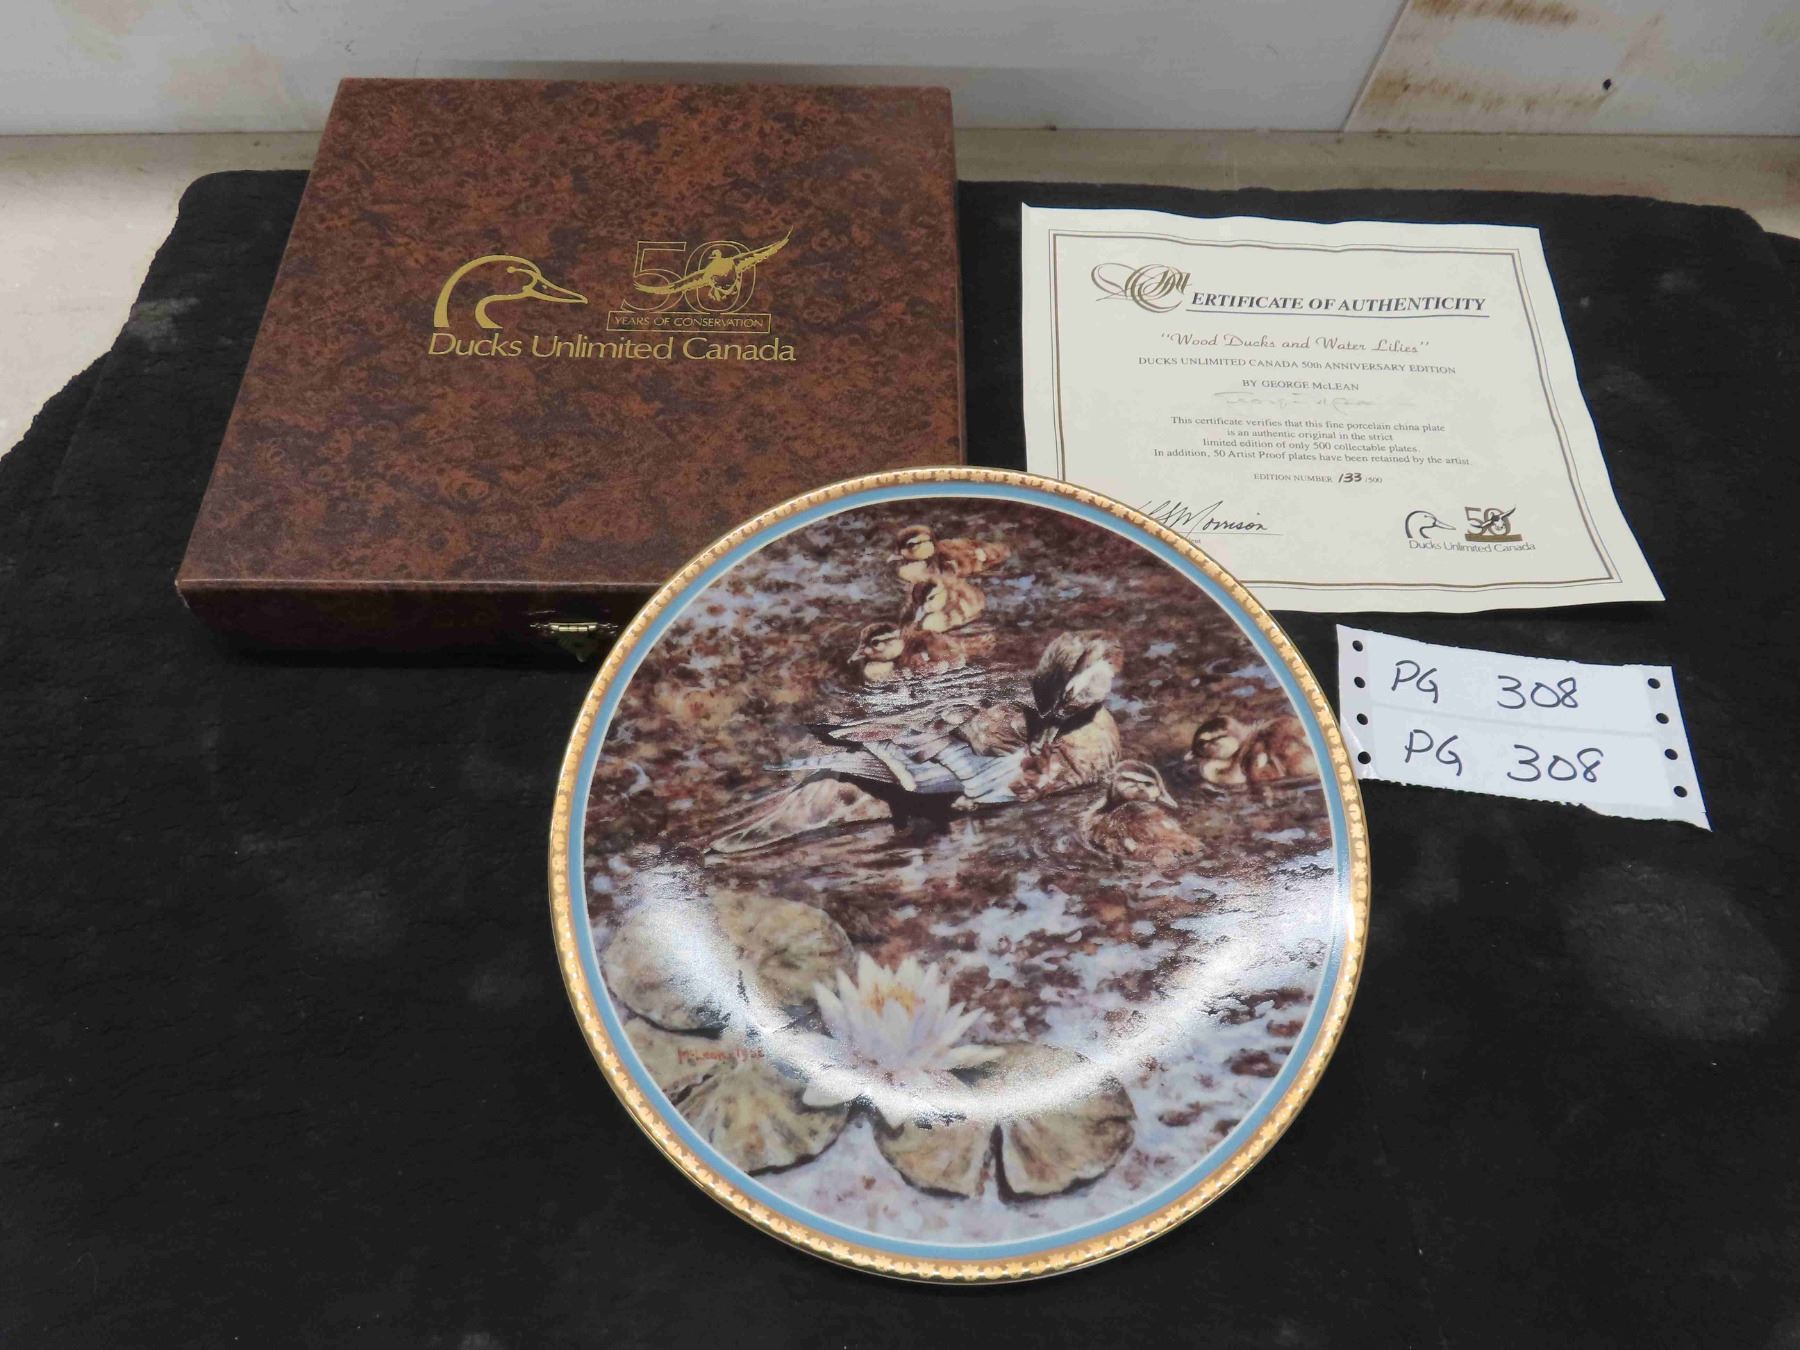 50
YEARS OF CONSERVATION
Ducks Unlimited Canada
CERTIFICATE OF AUTHENTICITY
"Wood Ducks and Water Lilies"
DUCKS UNLIMITED CANADA 50th ANNIVERSARY EDITION
BY GEORGE McLEAN
This certificate verifies that this fine porcelain china plate
is an authentic original in the strict
limited edition of only 500 collectable plates.
In addition, 50 Artist Proof plates have been retained by the artist.
EDITION NUMBER 133 /500
Morrison
50
Ducks Unlimited Canada
PG 308
PG 308
McLean